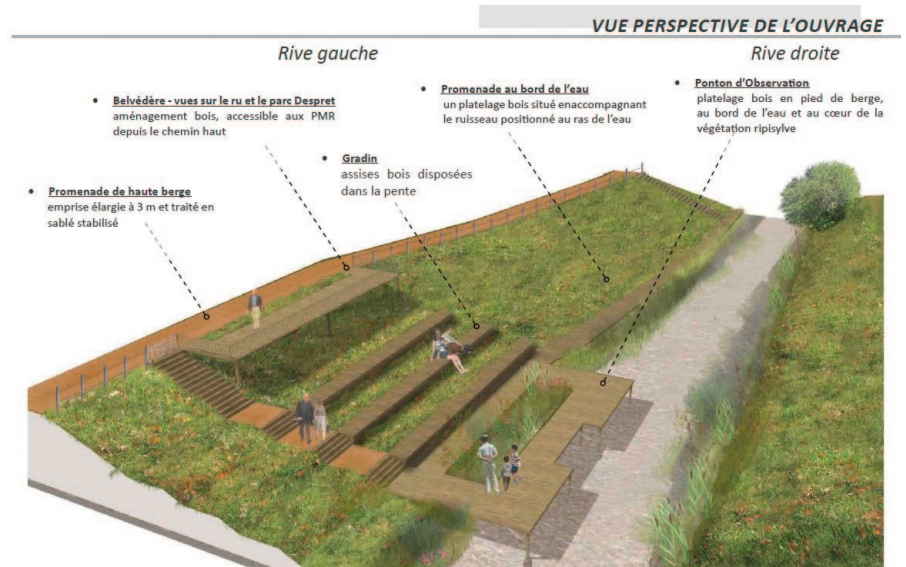 VUE PERSPECTIVE DE L'OUVRAGE
Rive gauche
Rive droite
• Belvédère - vues sur le ru et le parc Despret
aménagement bois, accessible aux PMR
depuis le chemin haut
• Promenade au bord de l'eau
un platelage bois situé enaccompagnant
le ruisseau positionné au ras de l'eau
• Ponton d'Observation
platelage bois en pied de berge,
au bord de l'eau et au cœur de la
végétation ripisylve
• Gradin
assises bois disposées
dans la pente
• Promenade de haute berge
emprise élargie à 3 m et traité en
sablé stabilisé